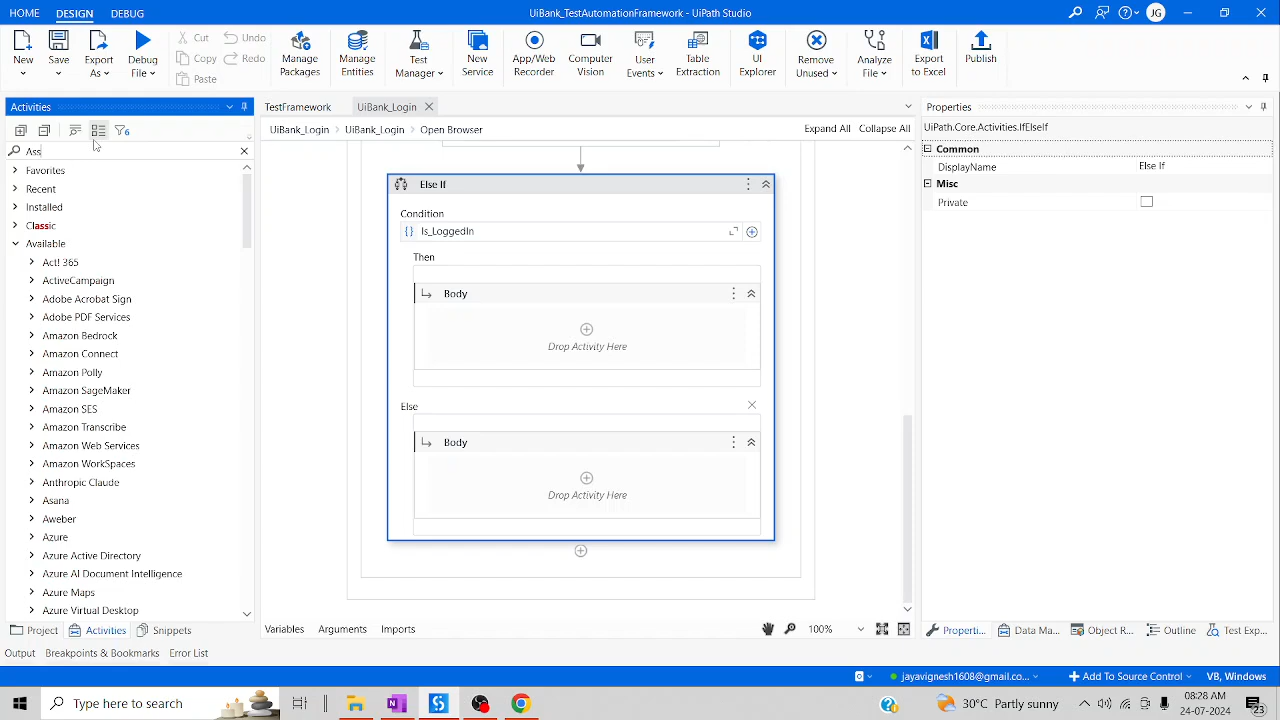 HOME DESIGN DEBUG UiBank_TestAutomationFramework - UiPath Studio JG
New Save Export As Debug File Cut Copy Paste Undo Redo Manage Packages Manage Entities Test Manager New Service App/Web Recorder Computer Vision User Events Table Extraction UI Explorer Remove Unused Analyze File Export to Excel Publish
Activities
Ass
Favorites
Recent
Installed
Classic
Available
Act! 365
ActiveCampaign
Adobe Acrobat Sign
Adobe PDF Services
Amazon Bedrock
Amazon Connect
Amazon Polly
Amazon SageMaker
Amazon SES
Amazon Transcribe
Amazon Web Services
Amazon WorkSpaces
Anthropic Claude
Asana
Aweber
Azure
Azure Active Directory
Azure AI Document Intelligence
Azure Maps
Azure Virtual Desktop
Project Activities Snippets
TestFramework UiBank_Login
UiBank_Login UiBank_Login Open Browser Expand All Collapse All
Else If
Condition
Is_LoggedIn
Then
Body
Drop Activity Here
Else
Body
Drop Activity Here
Variables Arguments Imports 100%
Properties
UiPath.Core.Activities.IfElseIf
Common
DisplayName Else If
Misc
Private
Properti... Data Ma... Object R... Outline Test Exp...
Output Breakpoints & Breakmarks Error List
jayavignesh1608@gmail.co... Add To Source Control VB, Windows
Type here to search 30°C Partly sunny 08:28 AM 24-07-2024 23